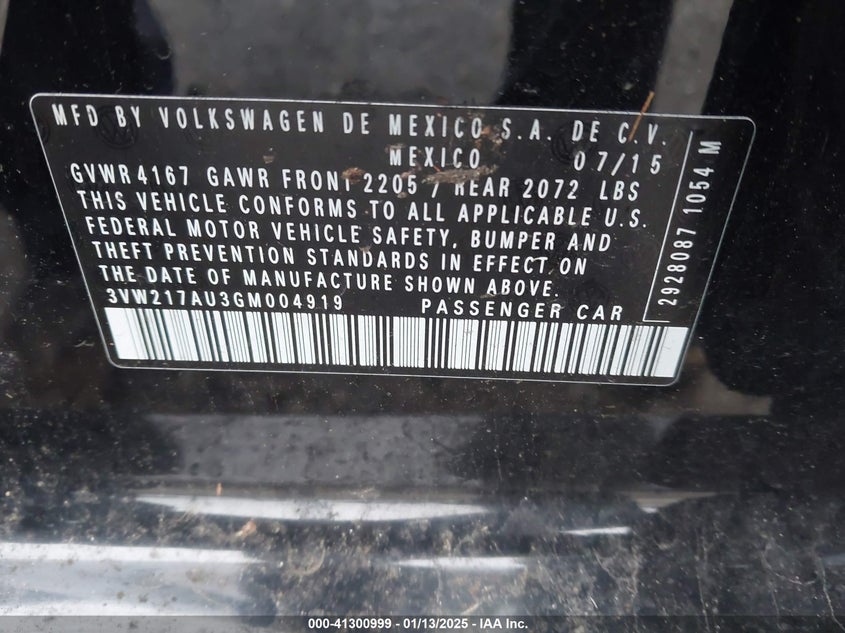 MFD BY VOLKSWAGEN DE MEXICO S.A. DE C.V.
MEXICO 07/15
GVWR 4167 GAWR FRONT 2205 / REAR 2072 LBS
THIS VEHICLE CONFORMS TO ALL APPLICABLE U.S.
FEDERAL MOTOR VEHICLE SAFETY, BUMPER AND
THEFT PREVENTION STANDARDS IN EFFECT ON
THE DATE OF MANUFACTURE SHOWN ABOVE.
3VW217AU3GM004919 PASSENGER CAR
2928087 1054 M
000-41300999 - 01/13/2025 - IAA Inc.